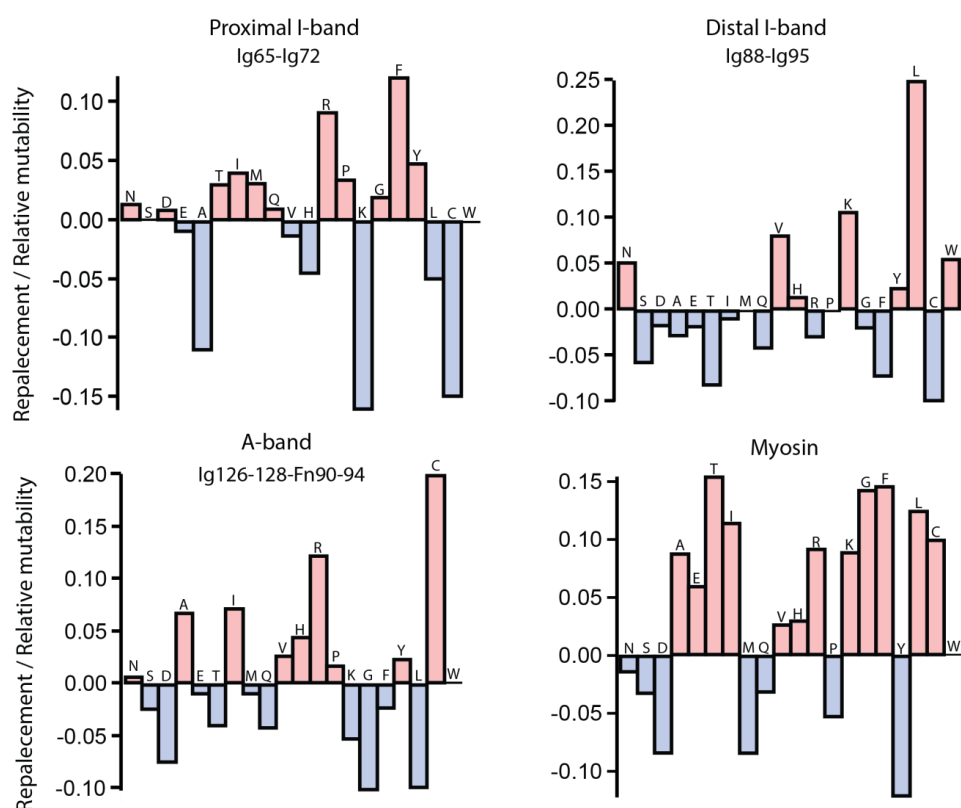 Proximal I-band
Ig65-Ig72
Repalecement / Relative mutability
0.10
0.05
0.00
-0.05
-0.10
-0.15
N S D E A T I M Q V H R P K G F Y L C W
Distal I-band
Ig88-Ig95
0.25
0.20
0.15
0.10
0.05
0.00
-0.05
-0.10
N S D A E T I M Q V H R P K G F Y L C W
A-band
Ig126-128-Fn90-94
Repalecement / Relative mutability
0.20
0.15
0.10
0.05
0.00
-0.05
-0.10
N S D A E T I M Q V H R P K G F Y L C W
Myosin
0.15
0.10
0.05
0.00
-0.05
-0.10
N S D A E T I M Q V H R P K G F Y L C W